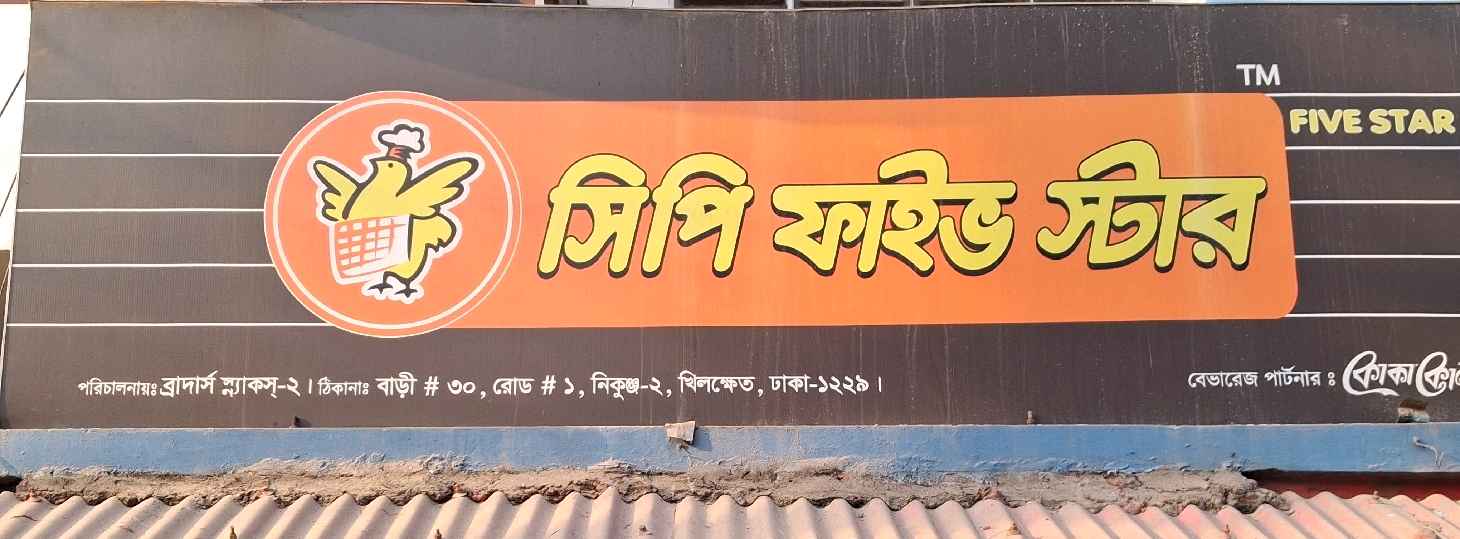 TM
FIVE STAR
সিপি ফাইভ স্টার
পরিচালনায়ঃ ব্রাদার্স স্ন্যাকস্-২। ঠিকানাঃ বাড়ী # ৩০, রোড # ১, নিকুঞ্জ-২, খিলক্ষেত, ঢাকা-১২২৯।
বেভারেজ পার্টনার : কোকা